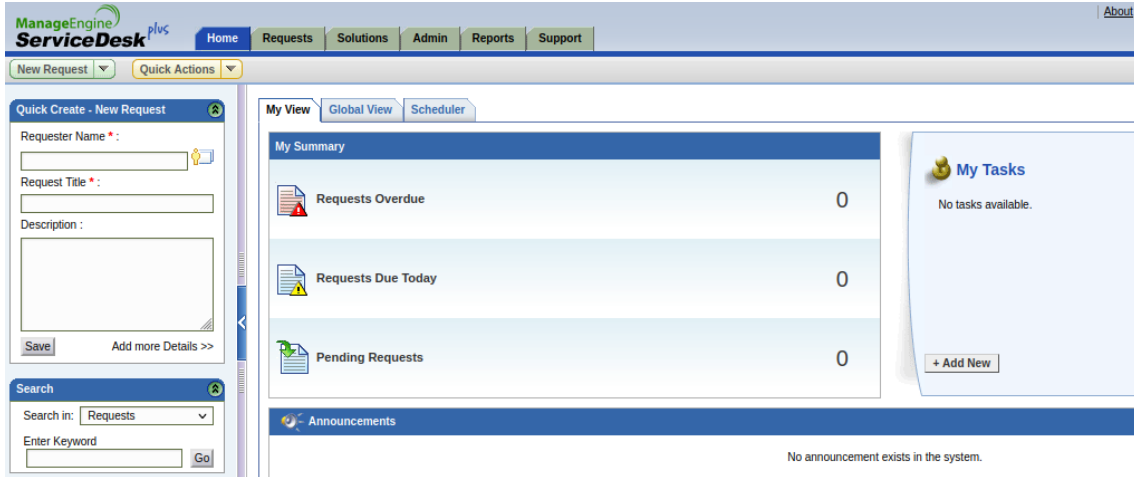 About
ManageEngine
ServiceDesk plus
Home Requests Solutions Admin Reports Support
New Request Quick Actions
Quick Create - New Request
Requester Name * :
Request Title * :
Description :
Save Add more Details >>
Search
Search in: Requests
Enter Keyword
Go
My View Global View Scheduler
My Summary
Requests Overdue 0
Requests Due Today 0
Pending Requests 0
My Tasks
No tasks available.
+ Add New
Announcements
No announcement exists in the system.